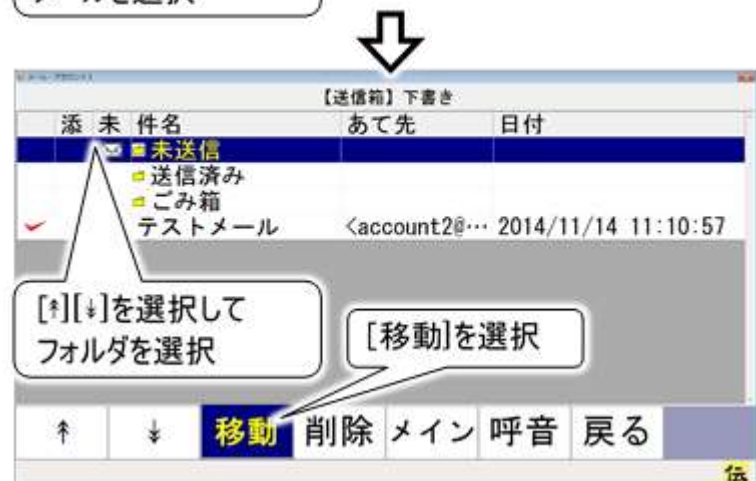 ールを選択
【送信箱】下書き
添 未 件名 あて先 日付
未送信
送信済み
ごみ箱
テストメール <account2@… 2014/11/14 11:10:57
[↟][↡]を選択して
フォルダを選択
[移動]を選択
↟ ↡ 移動 削除 メイン 呼音 戻る
伝